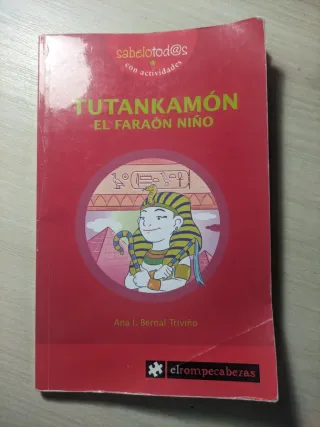 sabelotod@s
con actividades
TUTANKAMÓN
EL FARAÓN NIÑO
Ana I. Bernal Triviño
elrompecabezas